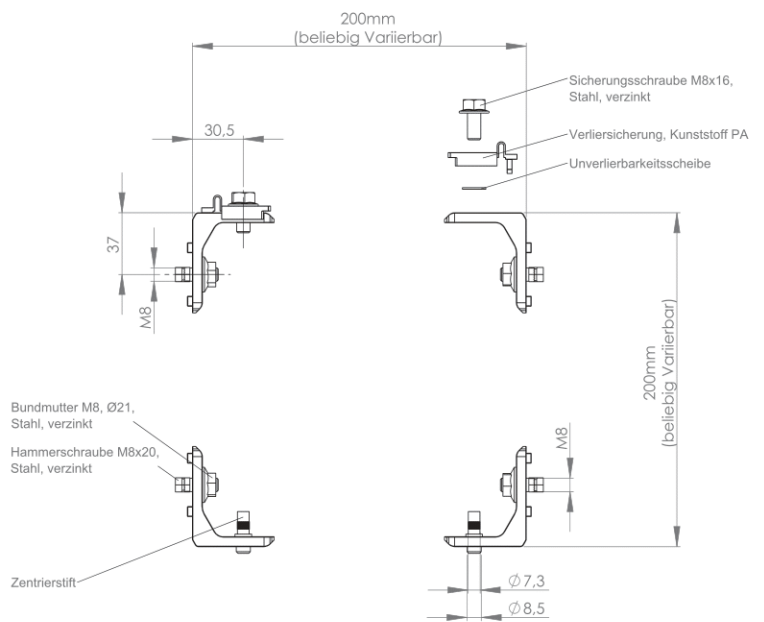 200mm
(beliebig Variierbar)
Sicherungsschraube M8x16,
Stahl, verzinkt
30,5
Verliersicherung, Kunststoff PA
Unverlierbarkeitsscheibe
37
M8
200mm
(beliebig Variierbar)
Bundmutter M8, Ø21,
Stahl, verzinkt
M8
Hammerschraube M8x20,
Stahl, verzinkt
Zentrierstift
Ø7,3
Ø8,5